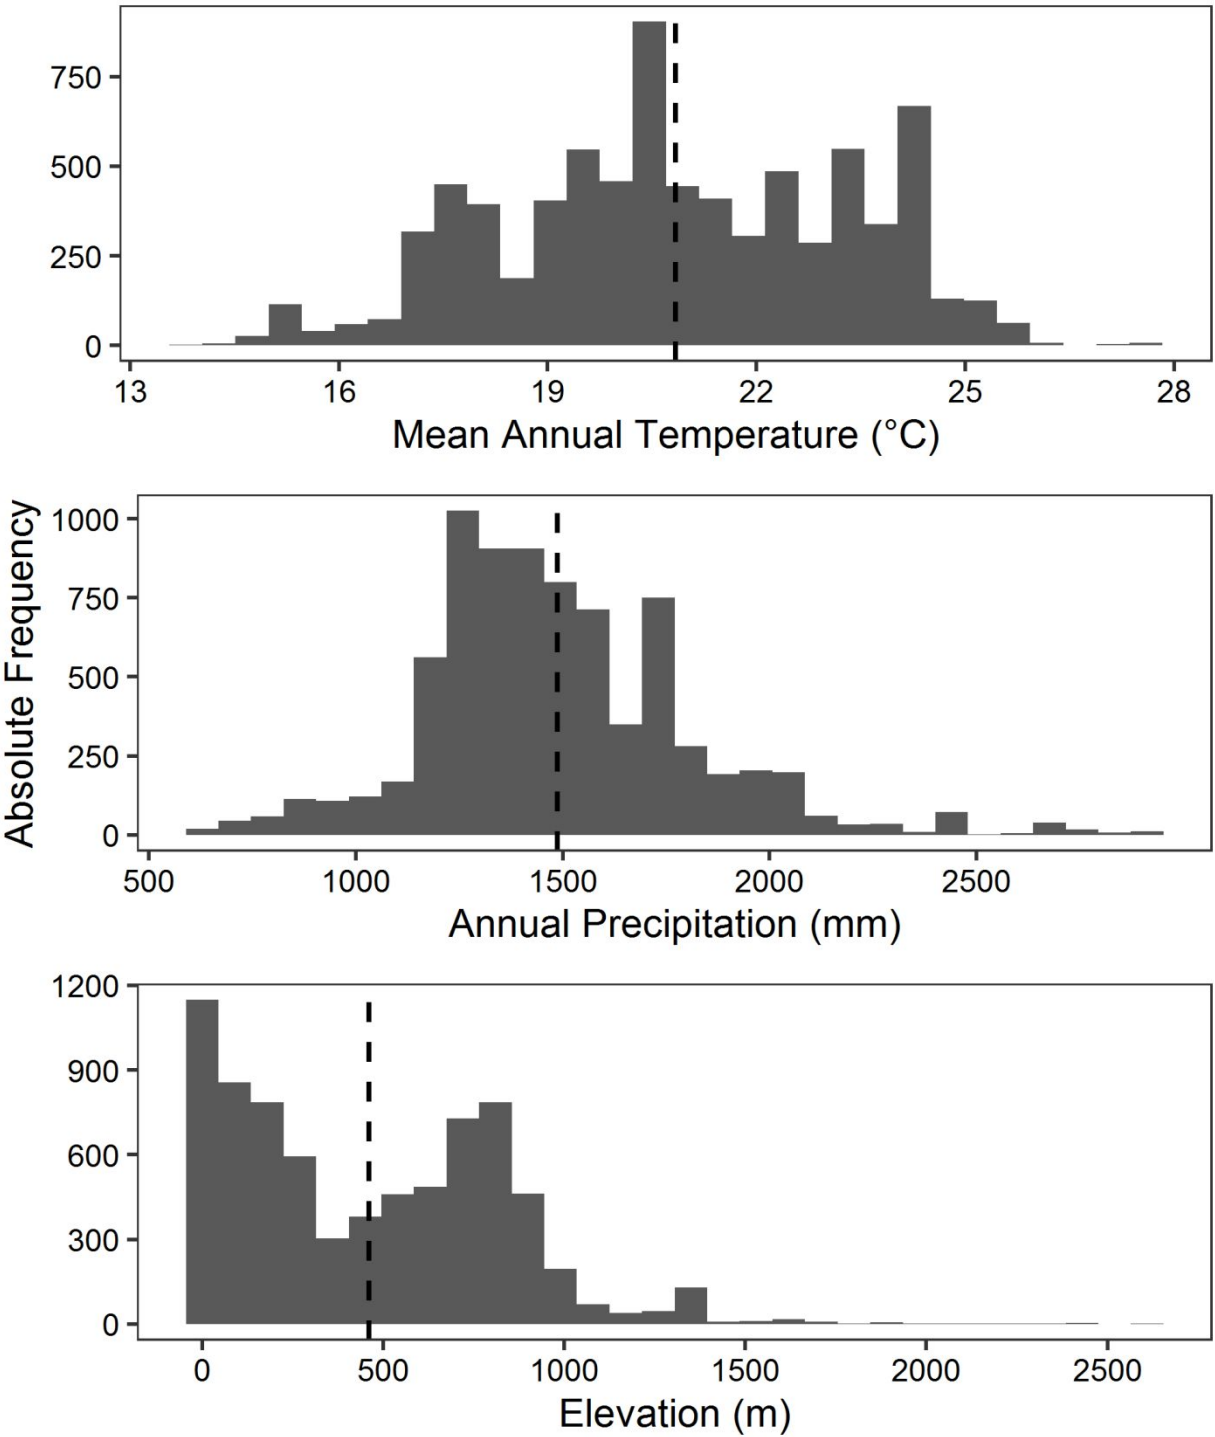 750
500
250
0
13 16 19 22 25 28
Mean Annual Temperature (°C)
Absolute Frequency
1000
750
500
250
0
500 1000 1500 2000 2500
Annual Precipitation (mm)
1200
900
600
300
0
0 500 1000 1500 2000 2500
Elevation (m)